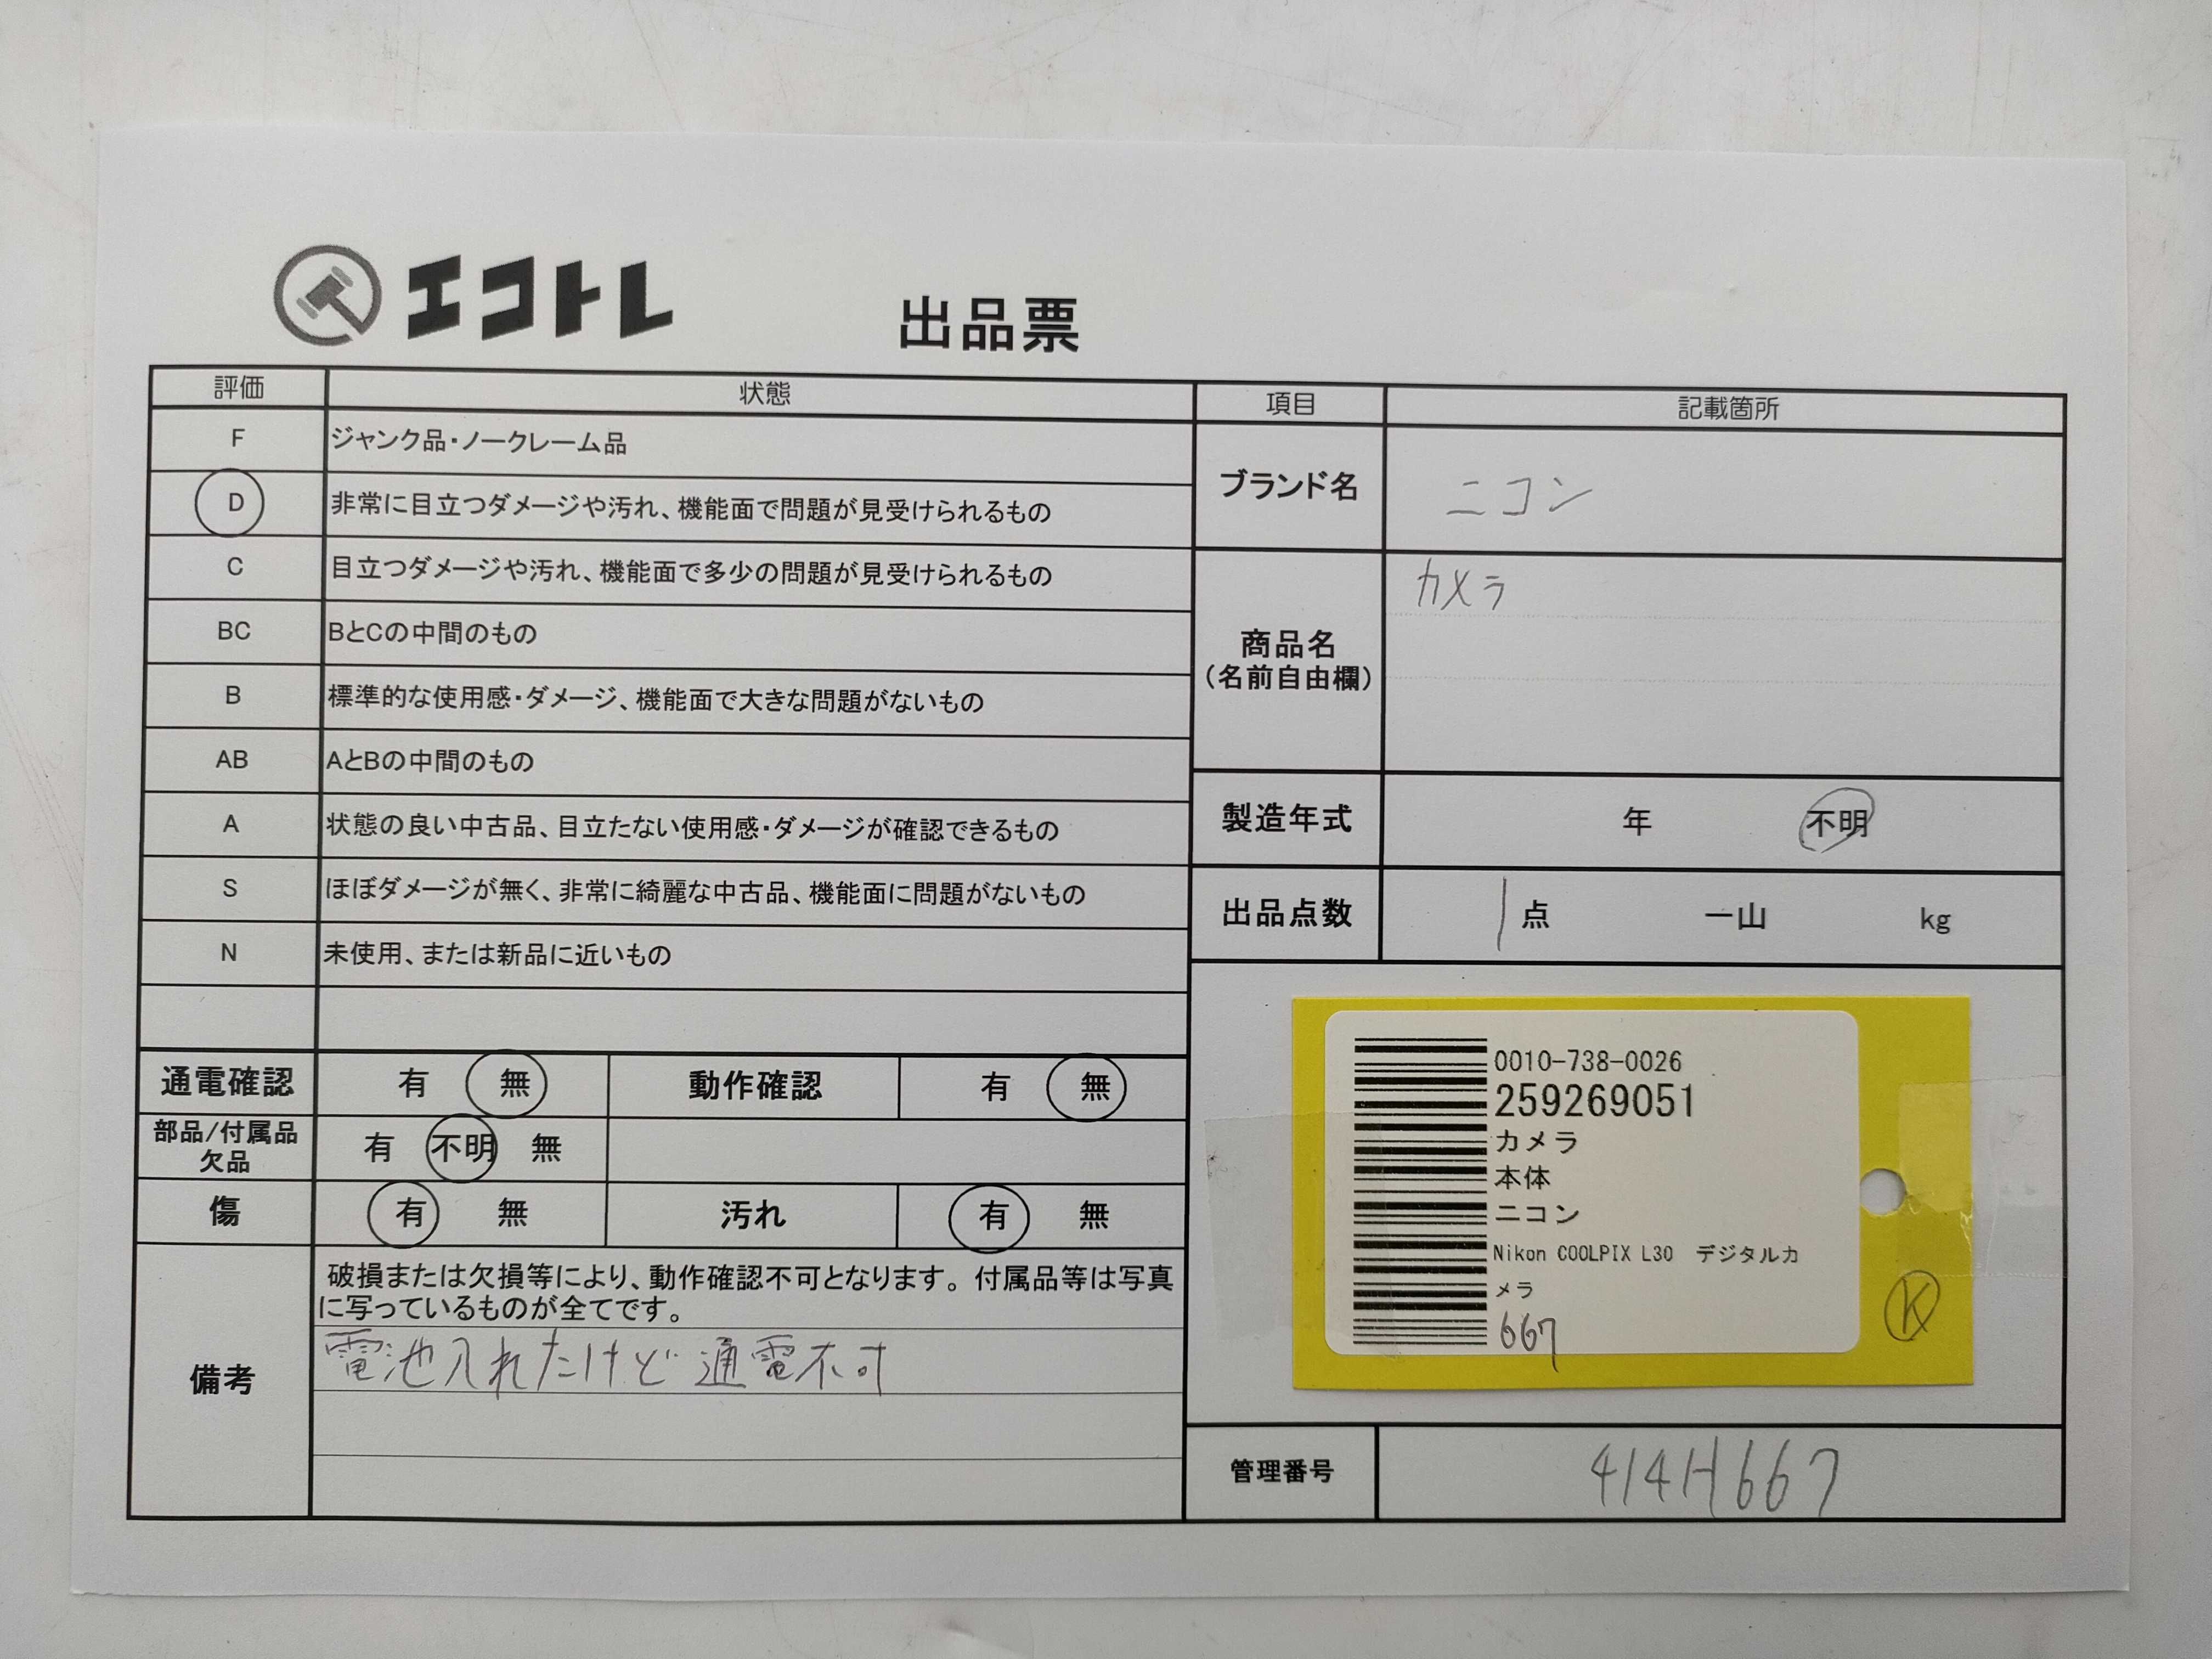 エコトレ
出品票
評価 状態
F ジャンク品・ノークレーム品
D 非常に目立つダメージや汚れ、機能面で問題が見受けられるもの
C 目立つダメージや汚れ、機能面で多少の問題が見受けられるもの
BC BとCの中間のもの
B 標準的な使用感・ダメージ、機能面で大きな問題がないもの
AB AとBの中間のもの
A 状態の良い中古品、目立たない使用感・ダメージが確認できるもの
S ほぼダメージが無く、非常に綺麗な中古品、機能面に問題がないもの
N 未使用、または新品に近いもの
通電確認 有 無 動作確認 有 無
部品/付属品
欠品
有 不明 無
傷 有 無 汚れ 有 無
備考
破損または欠損等により、動作確認不可となります。付属品等は写真
に写っているものが全てです。
電池入れたけど通電不可
項目 記載箇所
ブランド名 ニコン
商品名
(名前自由欄)
カメラ
製造年式 年 不明
出品点数 1点 一山 kg
0010-738-0026
259269051
カメラ
本体
ニコン
Nikon COOLPIX L30 デジタルカ
メラ
667
K
管理番号 414H667